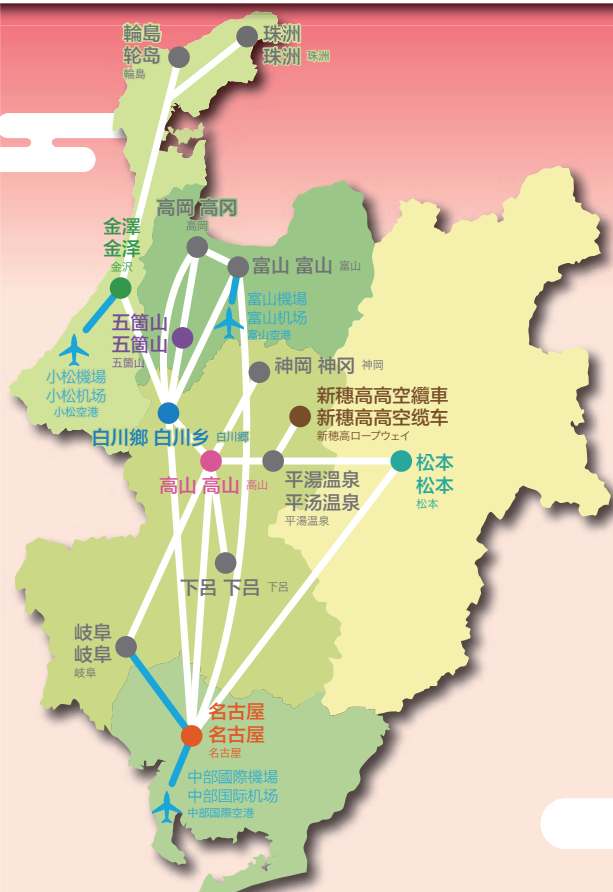 輪島
轮岛
輪島
珠洲
珠洲 珠洲
高岡 高冈
高岡
金澤
金泽
金沢
富山 富山 富山
富山機場
富山机场
富山空港
五箇山
五箇山
五箇山
小松機場
小松机场
小松空港
神岡 神冈 神岡
新穗高高空纜車
新穗高高空缆车
新穂高ロープウェイ
白川鄉 白川乡 白川郷
松本
松本
松本
高山 高山 高山
平湯溫泉
平汤温泉
平湯温泉
下呂 下吕 下呂
岐阜
岐阜
岐阜
名古屋
名古屋
名古屋
中部國際機場
中部国际机场
中部国際空港